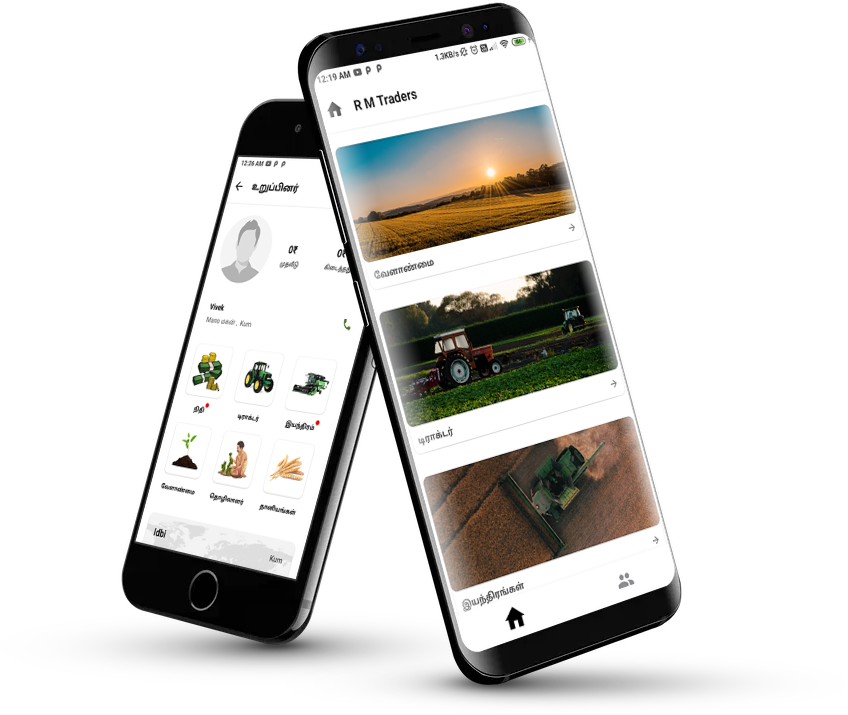 12:26 AM
உறுப்பினர்
0₹
முதலீடு
0₹
கிடைத்தது
Vivek
Mano மகன் , Kum
நிதி
டிராக்டர்
இயந்திரம்
வேளாண்மை
தொழிலாளர்
தானியங்கள்
Idbi
Kum
12:19 AM
1.3KB/s
R M Traders
வேளாண்மை
டிராக்டர்
இயந்திரங்கள்